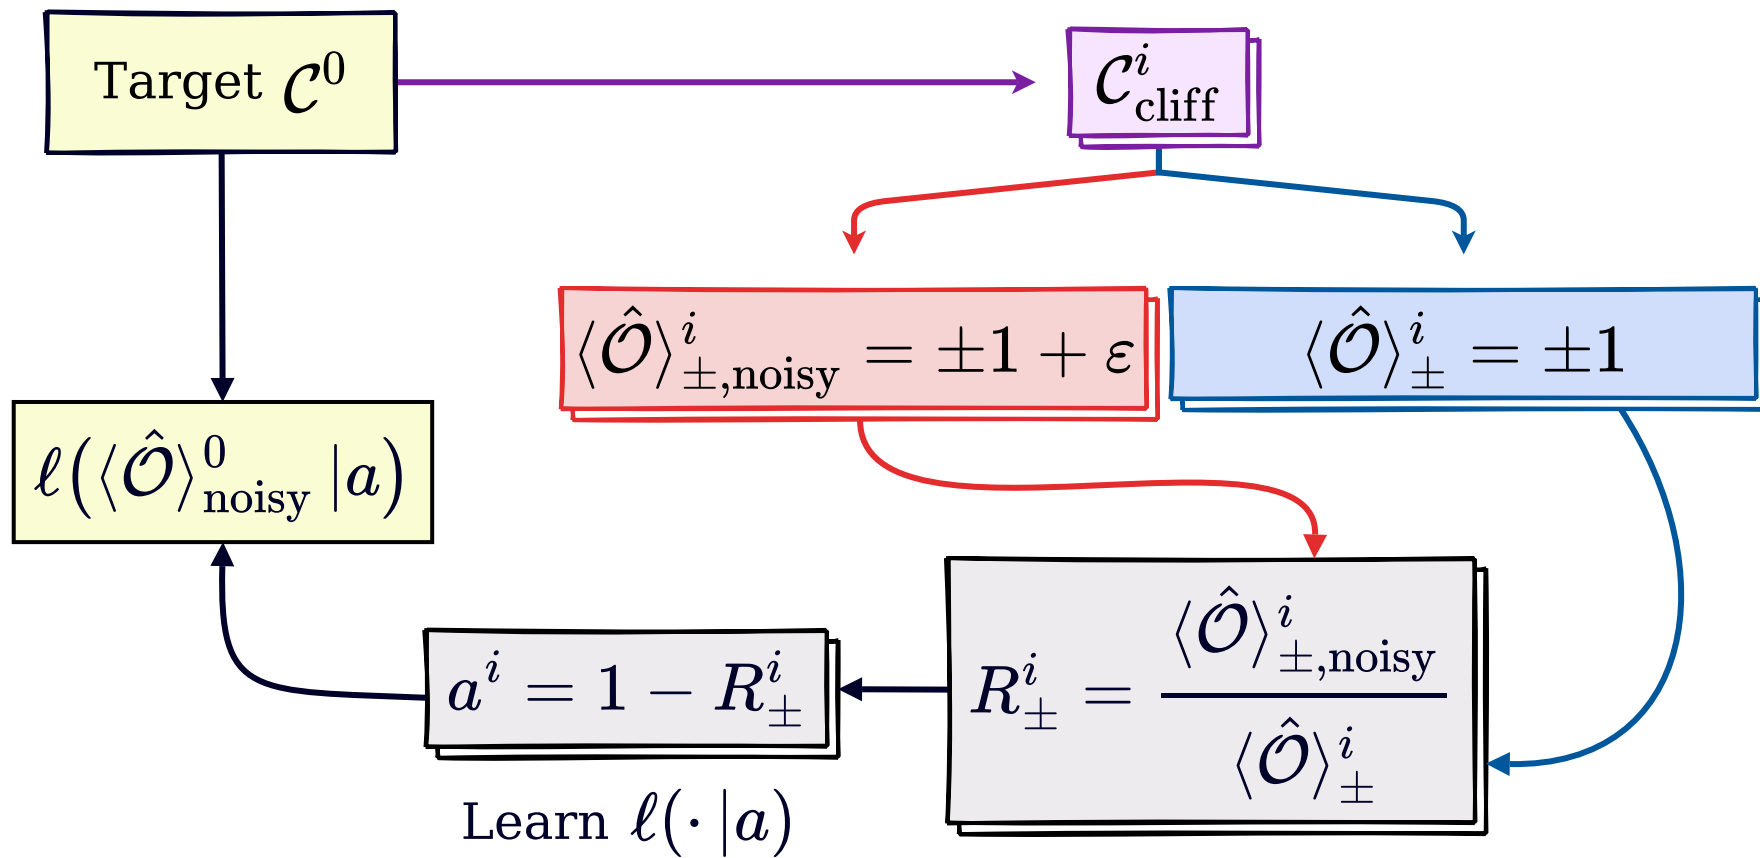 Target 𝒞⁰
𝒞ⁱ_cliff
⟨𝒪̂⟩ⁱ_±,noisy = ±1 + ε
⟨𝒪̂⟩ⁱ_± = ±1
ℓ(⟨𝒪̂⟩⁰_noisy |a)
aⁱ = 1 − Rⁱ_±
Rⁱ_± = ⟨𝒪̂⟩ⁱ_±,noisy / ⟨𝒪̂⟩ⁱ_±
Learn ℓ(· |a)